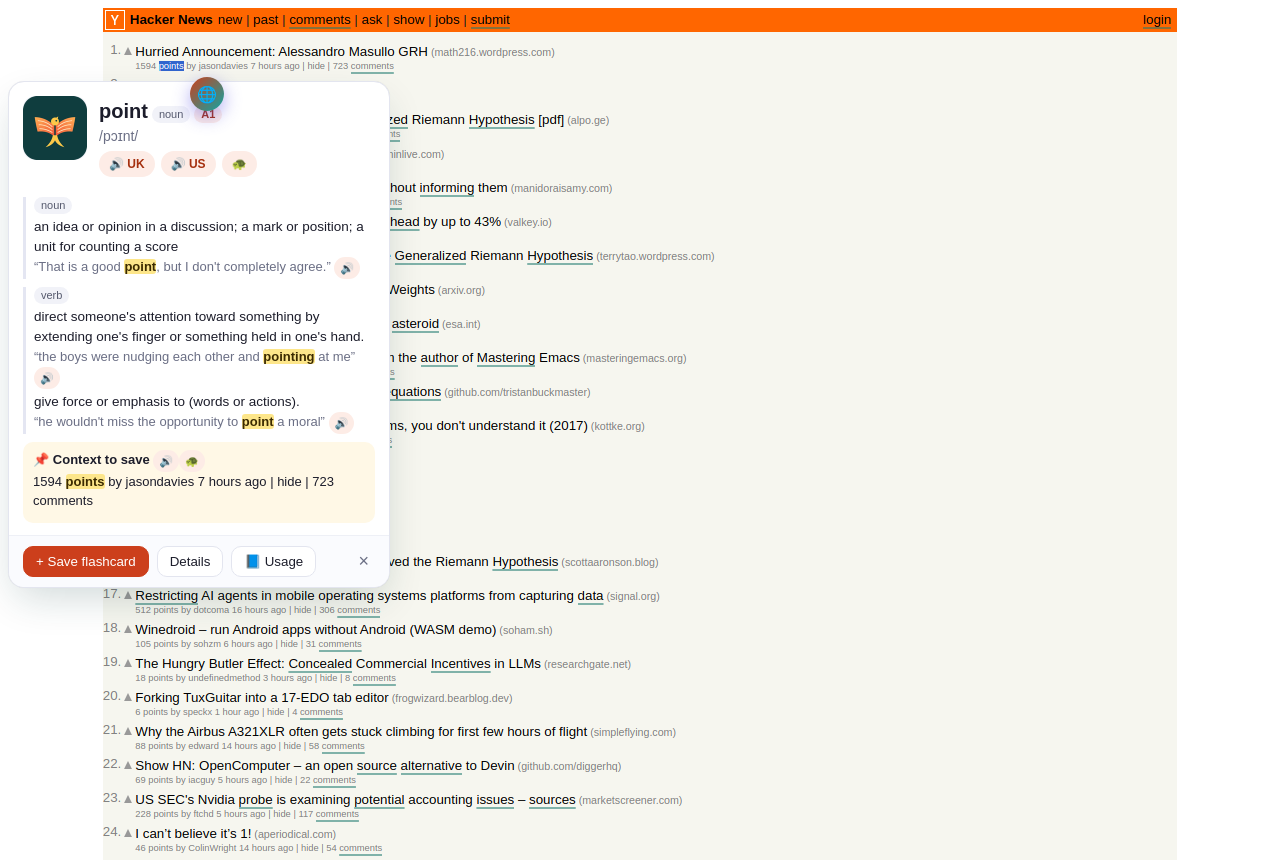 Y Hacker News new | past | comments | ask | show | jobs | submit
login
1. ▲ Hurried Announcement: Alessandro Masullo GRH (math216.wordpress.com)
1594 points by jasondavies 7 hours ago | hide | 723 comments
point noun A1
/pɔɪnt/
🔊 UK 🔊 US 🐢
noun
an idea or opinion in a discussion; a mark or position; a
unit for counting a score
“That is a good point, but I don't completely agree.” 🔊
verb
direct someone's attention toward something by
extending one's finger or something held in one's hand.
“the boys were nudging each other and pointing at me”
🔊
give force or emphasis to (words or actions).
“he wouldn't miss the opportunity to point a moral” 🔊
📌 Context to save 🔊 🐢
1594 points by jasondavies 7 hours ago | hide | 723
comments
+ Save flashcard Details 📘 Usage ×
Riemann Hypothesis [pdf] (alpo.ge)
informing them (manidoraisamy.com)
head by up to 43% (valkey.io)
Generalized Riemann Hypothesis (terrytao.wordpress.com)
Weights (arxiv.org)
asteroid (esa.int)
the author of Mastering Emacs (masteringemacs.org)
(github.com/tristanbuckmaster)
you don't understand it (2017) (kottke.org)
the Riemann Hypothesis (scottaaronson.blog)
17. ▲ Restricting AI agents in mobile operating systems platforms from capturing data (signal.org)
512 points by dotcoma 16 hours ago | hide | 306 comments
18. ▲ Winedroid – run Android apps without Android (WASM demo) (soham.sh)
105 points by sohzm 6 hours ago | hide | 31 comments
19. ▲ The Hungry Butler Effect: Concealed Commercial Incentives in LLMs (researchgate.net)
18 points by undefinedmethod 3 hours ago | hide | 8 comments
20. ▲ Forking TuxGuitar into a 17-EDO tab editor (frogwizard.bearblog.dev)
6 points by speckx 1 hour ago | hide | 4 comments
21. ▲ Why the Airbus A321XLR often gets stuck climbing for first few hours of flight (simpleflying.com)
88 points by edward 14 hours ago | hide | 58 comments
22. ▲ Show HN: OpenComputer – an open source alternative to Devin (github.com/diggerhq)
69 points by iacguy 5 hours ago | hide | 22 comments
23. ▲ US SEC's Nvidia probe is examining potential accounting issues – sources (marketscreener.com)
228 points by ftchd 5 hours ago | hide | 117 comments
24. ▲ I can’t believe it’s 1! (aperiodical.com)
46 points by ColinWright 14 hours ago | hide | 54 comments